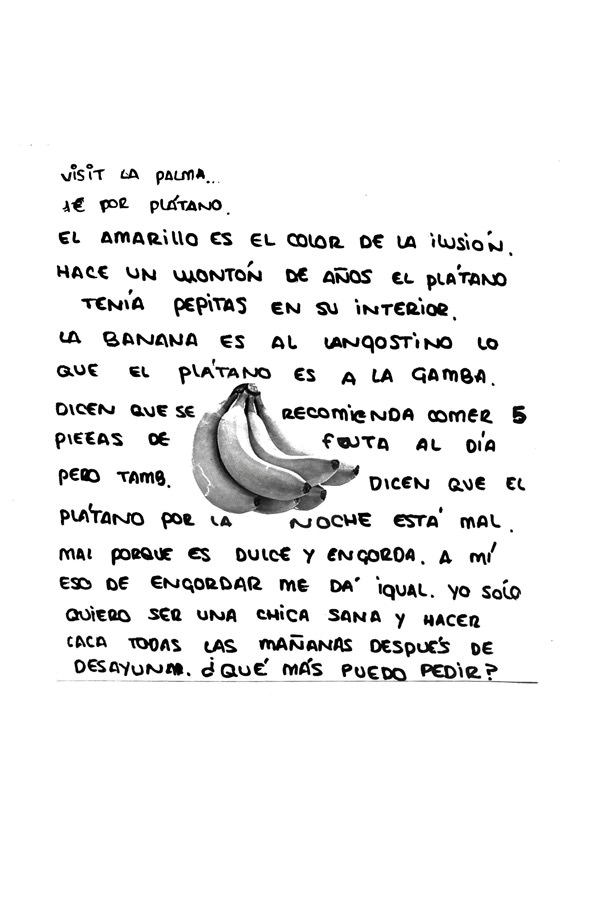 VISIT LA PALMA...
1€ POR PLÁTANO.
EL AMARILLO ES EL COLOR DE LA ILUSIÓN.
HACE UN MONTÓN DE AÑOS EL PLÁTANO
TENÍA PEPITAS EN SU INTERIOR.
LA BANANA ES AL LANGOSTINO LO
QUE EL PLÁTANO ES A LA GAMBA.
DICEN QUE SE RECOMIENDA COMER 5
PIEZAS DE FRUTA AL DÍA
PERO TAMB. DICEN QUE EL
PLÁTANO POR LA NOCHE ESTÁ MAL.
MAL PORQUE ES DULCE Y ENGORDA. A MÍ
ESO DE ENGORDAR ME DÁ IGUAL. YO SOLO
QUIERO SER UNA CHICA SANA Y HACER
CACA TODAS LAS MAÑANAS DESPUÉS DE
DESAYUNAR. ¿QUÉ MÁS PUEDO PEDIR?